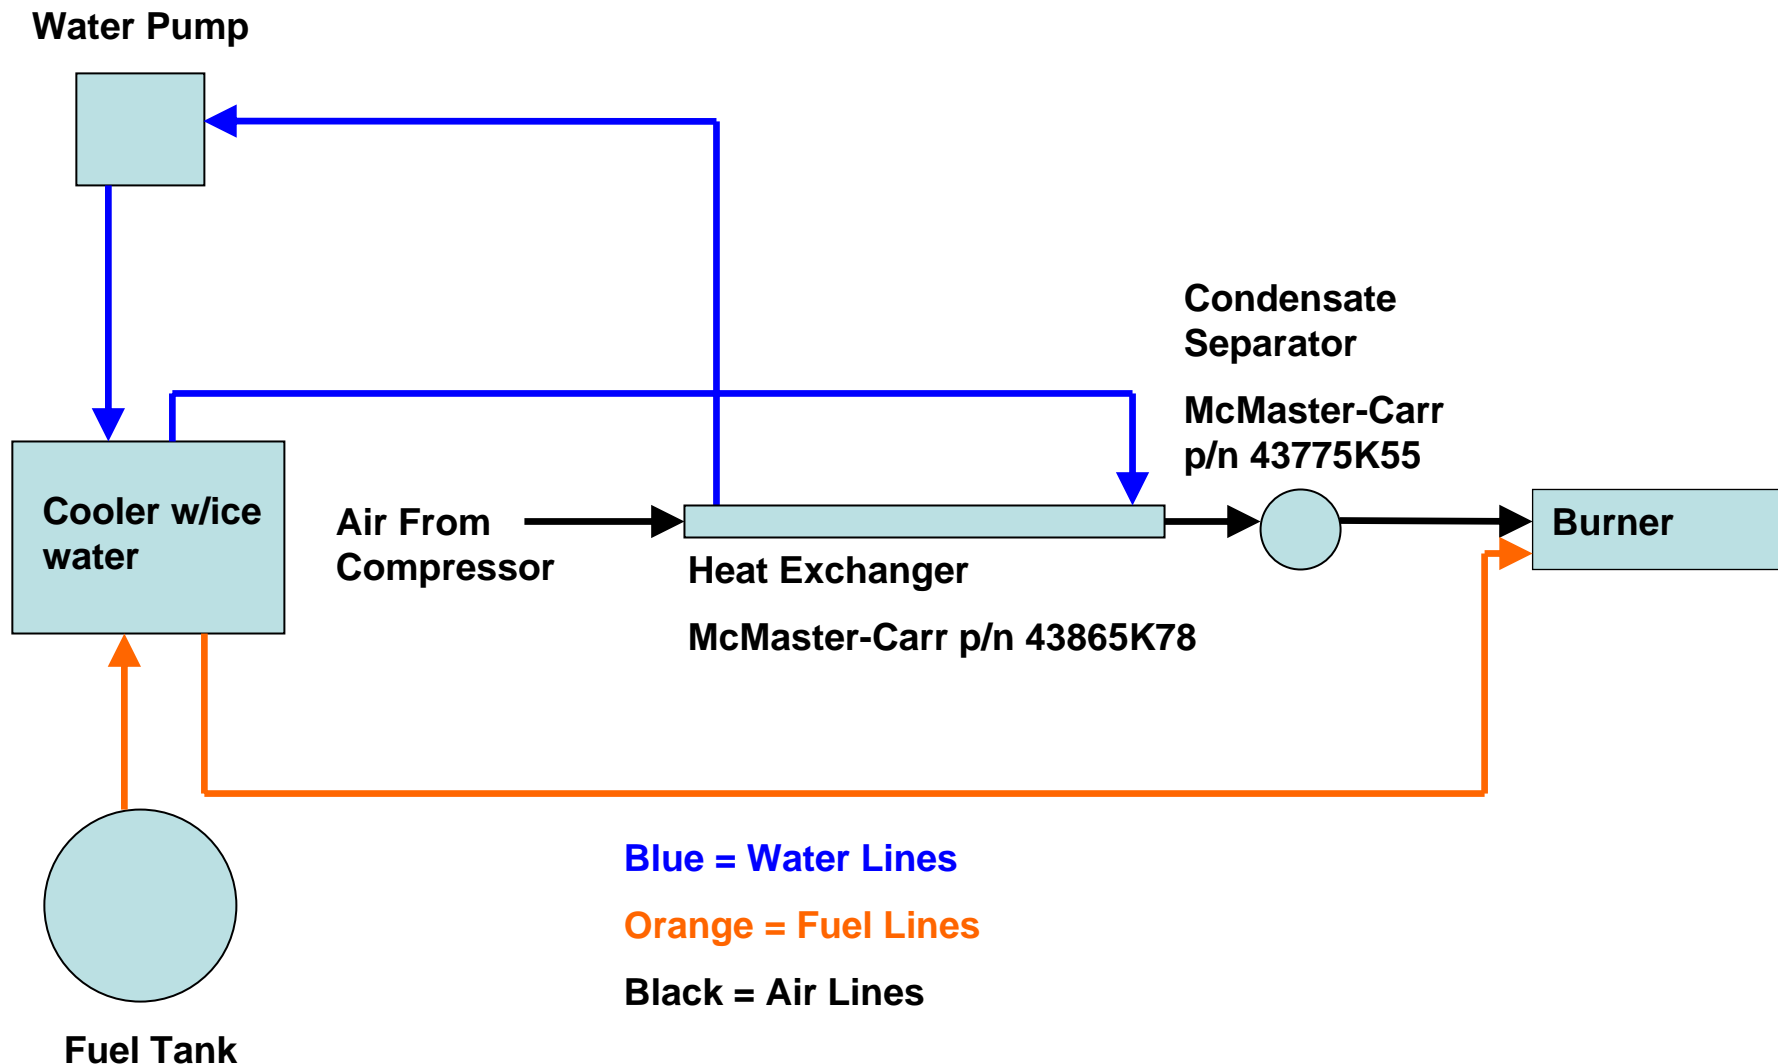 Water Pump
Condensate
Separator
McMaster-Carr
p/n 43775K55
Cooler w/ice
water
Air From
Compressor
Burner
Heat Exchanger
McMaster-Carr p/n 43865K78
Blue = Water Lines
Orange = Fuel Lines
Black = Air Lines
Fuel Tank